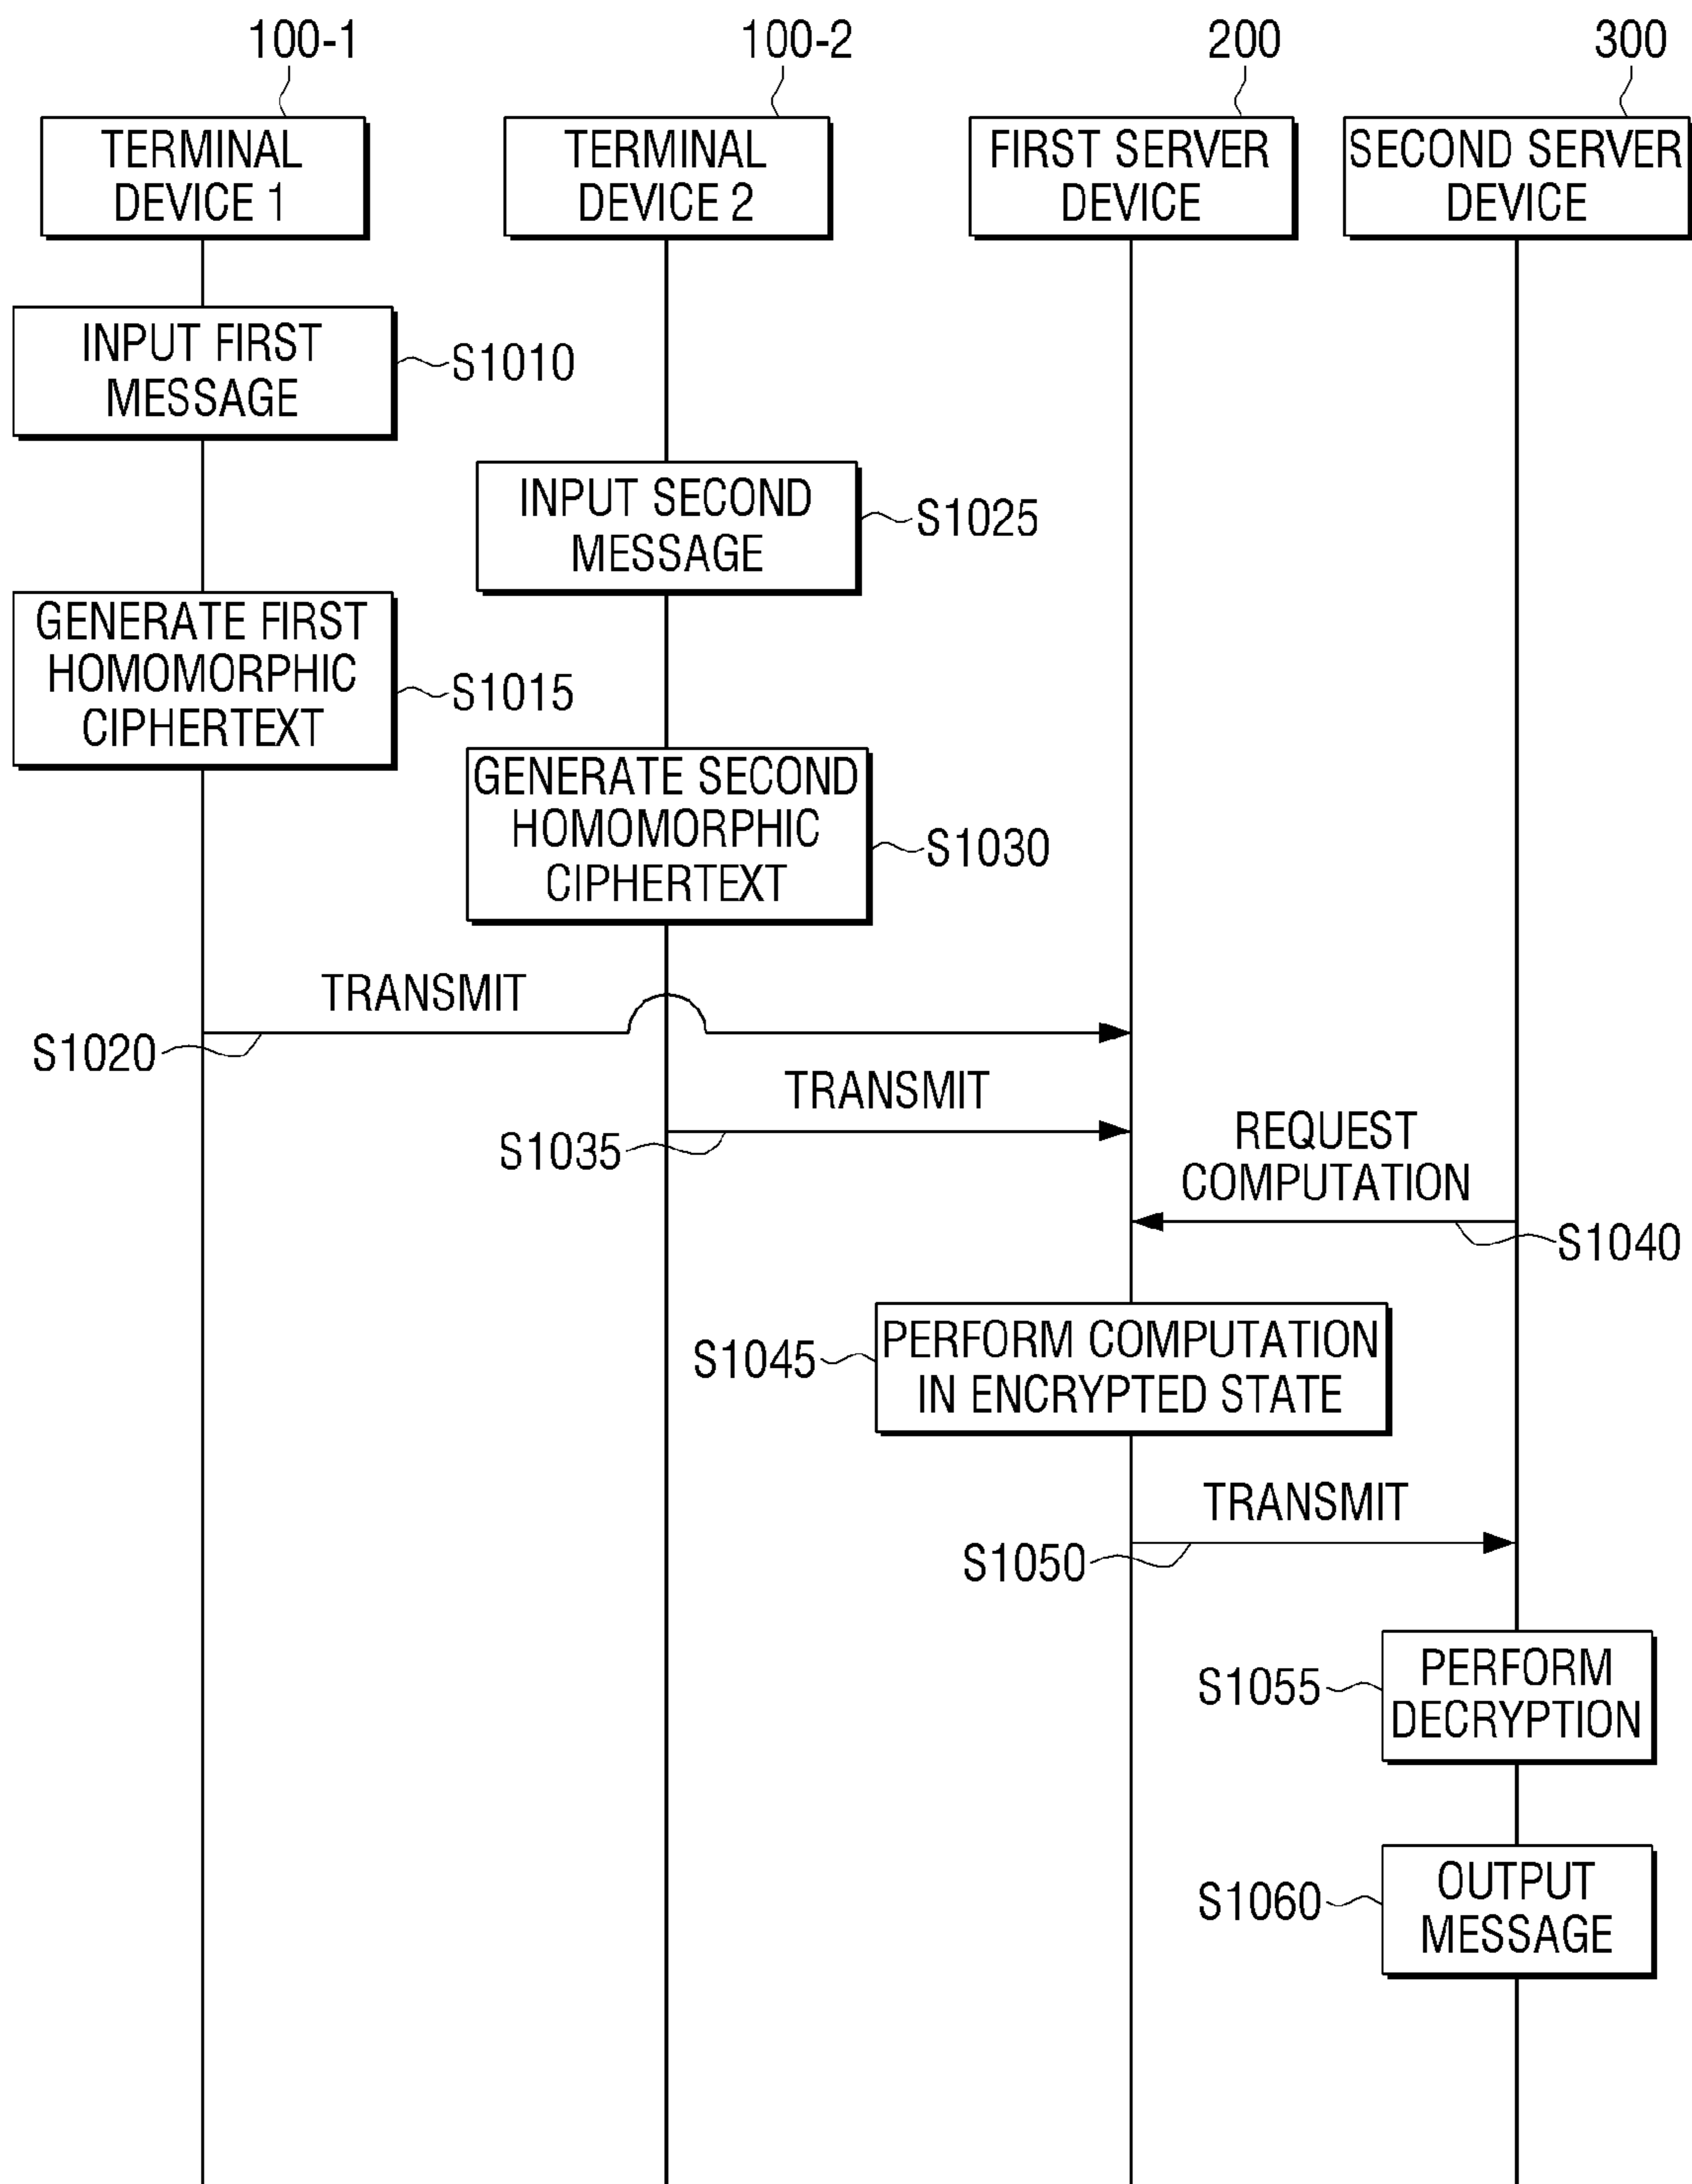 100-1
100-2
200
300
TERMINAL
DEVICE 1
TERMINAL
DEVICE 2
FIRST SERVER
DEVICE
SECOND SERVER
DEVICE
INPUT FIRST
MESSAGE
S1010
INPUT SECOND
MESSAGE
S1025
GENERATE FIRST
HOMOMORPHIC
CIPHERTEXT
S1015
GENERATE SECOND
HOMOMORPHIC
CIPHERTEXT
S1030
TRANSMIT
S1020
TRANSMIT
S1035
REQUEST
COMPUTATION
S1040
S1045
PERFORM COMPUTATION
IN ENCRYPTED STATE
TRANSMIT
S1050
S1055
PERFORM
DECRYPTION
S1060
OUTPUT
MESSAGE